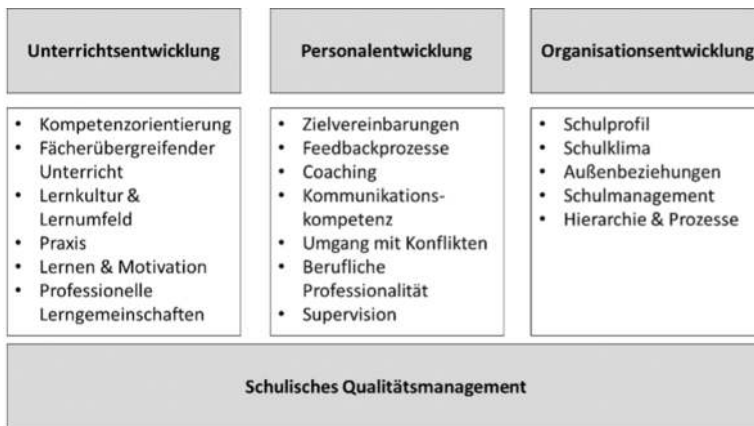 Unterrichtsentwicklung
Kompetenzorientierung
Fächerübergreifender
Unterricht
Lernkultur &
Lernumfeld
Praxis
Lernen & Motivation
Professionelle
Lerngemeinschaften
Personalentwicklung
Zielvereinbarungen
Feedbackprozesse
Coaching
Kommunikations-
kompetenz
Umgang mit Konflikten
Berufliche
Professionalität
Supervision
Organisationsentwicklung
Schulprofil
Schulklima
Außenbeziehungen
Schulmanagement
Hierarchie & Prozesse
Schulisches Qualitätsmanagement